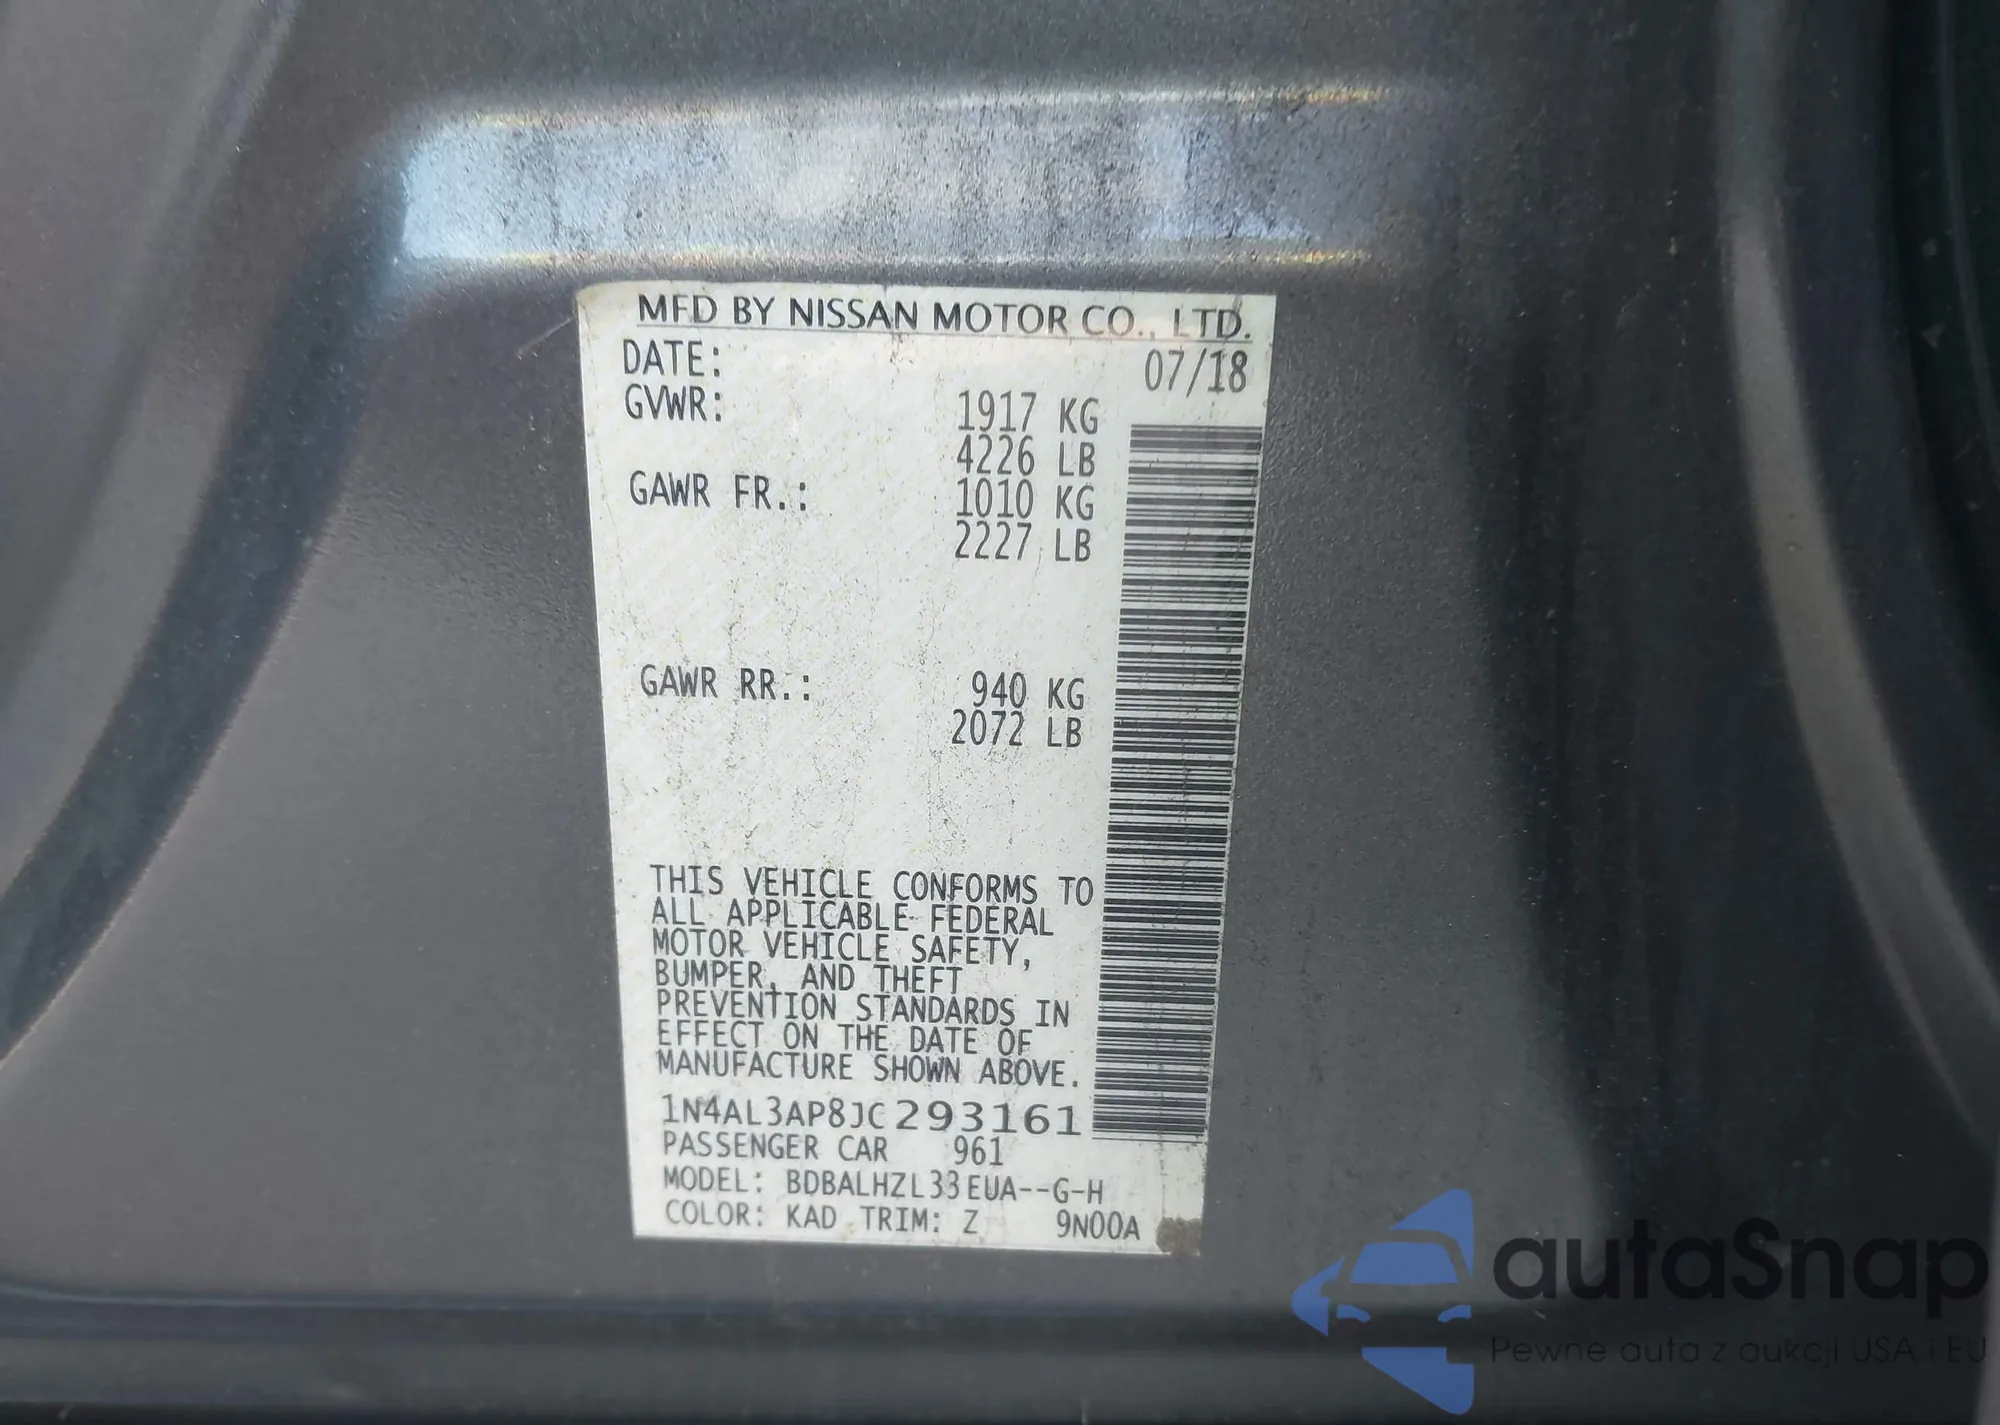 MFD BY NISSAN MOTOR CO., LTD.
DATE: 07/18
GVWR: 1917 KG
4226 LB
GAWR FR.: 1010 KG
2227 LB
GAWR RR.: 940 KG
2072 LB
THIS VEHICLE CONFORMS TO
ALL APPLICABLE FEDERAL
MOTOR VEHICLE SAFETY,
BUMPER, AND THEFT
PREVENTION STANDARDS IN
EFFECT ON THE DATE OF
MANUFACTURE SHOWN ABOVE.
1N4AL3AP8JC293161
PASSENGER CAR 961
MODEL: BDBALHZL33EUA--G-H
COLOR: KAD TRIM: Z 9N00A
autaSnap
Pewne auta z aukcji USA i EU